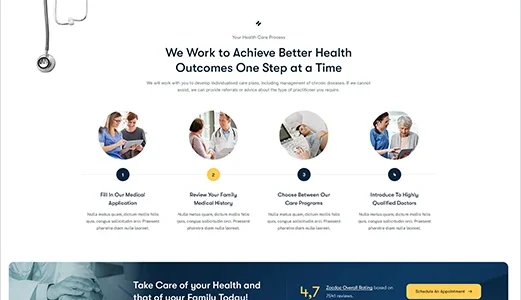 Your Health Care Process
We Work to Achieve Better Health
Outcomes One Step at a Time
We will work with you to develop individualised care plans, including management of chronic diseases. If we cannot
assist, we can provide referrals or advice about the type of practitioner you require.
1
2
3
4
Fill In Our Medical
Application
Review Your Family
Medical History
Choose Between Our
Care Programs
Introduce To Highly
Qualified Doctors
Nulla metus quam, dictum mollis felis
quis, congue sollicitudin erat. Praesent
pharetra diam nulla laoreet.
Nulla metus quam, dictum mollis felis
quis, congue sollicitudin erat. Praesent
pharetra diam nulla laoreet.
Nulla metus quam, dictum mollis felis
quis, congue sollicitudin erat. Praesent
pharetra diam nulla laoreet.
Nulla metus quam, dictum mollis felis
quis, congue sollicitudin erat. Praesent
pharetra diam nulla laoreet.
Take Care of your Health and
that of your Family Today!
4,7
Zocdoc Overall Rating based on
7541 reviews.
Schedule An Appointment